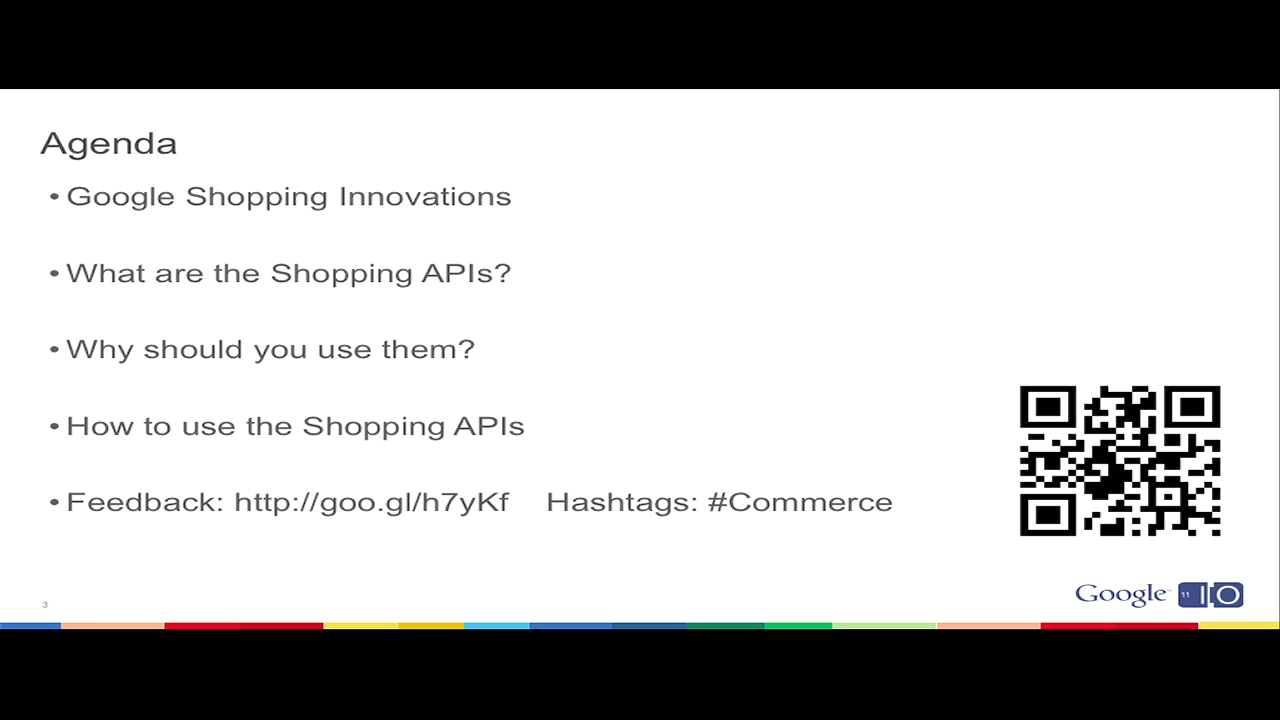 Agenda
• Google Shopping Innovations
• What are the Shopping APIs?
• Why should you use them?
• How to use the Shopping APIs
• Feedback: http://goo.gl/h7yKf Hashtags: #Commerce
3
Google 11 IO